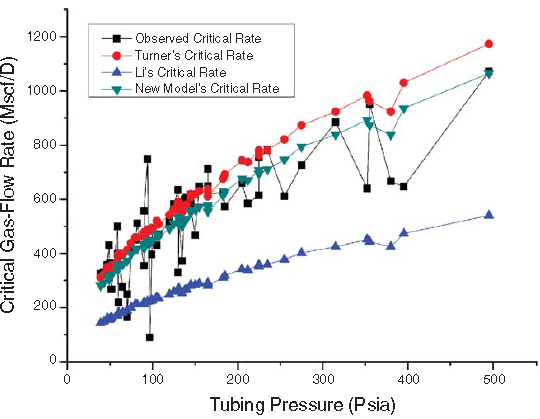 Critical Gas-Flow Rate (Mscf/D)
1200
1000
800
600
400
200
0
Observed Critical Rate
Turner's Critical Rate
Li's Critical Rate
New Model's Critical Rate
0 100 200 300 400 500
Tubing Pressure (Psia)